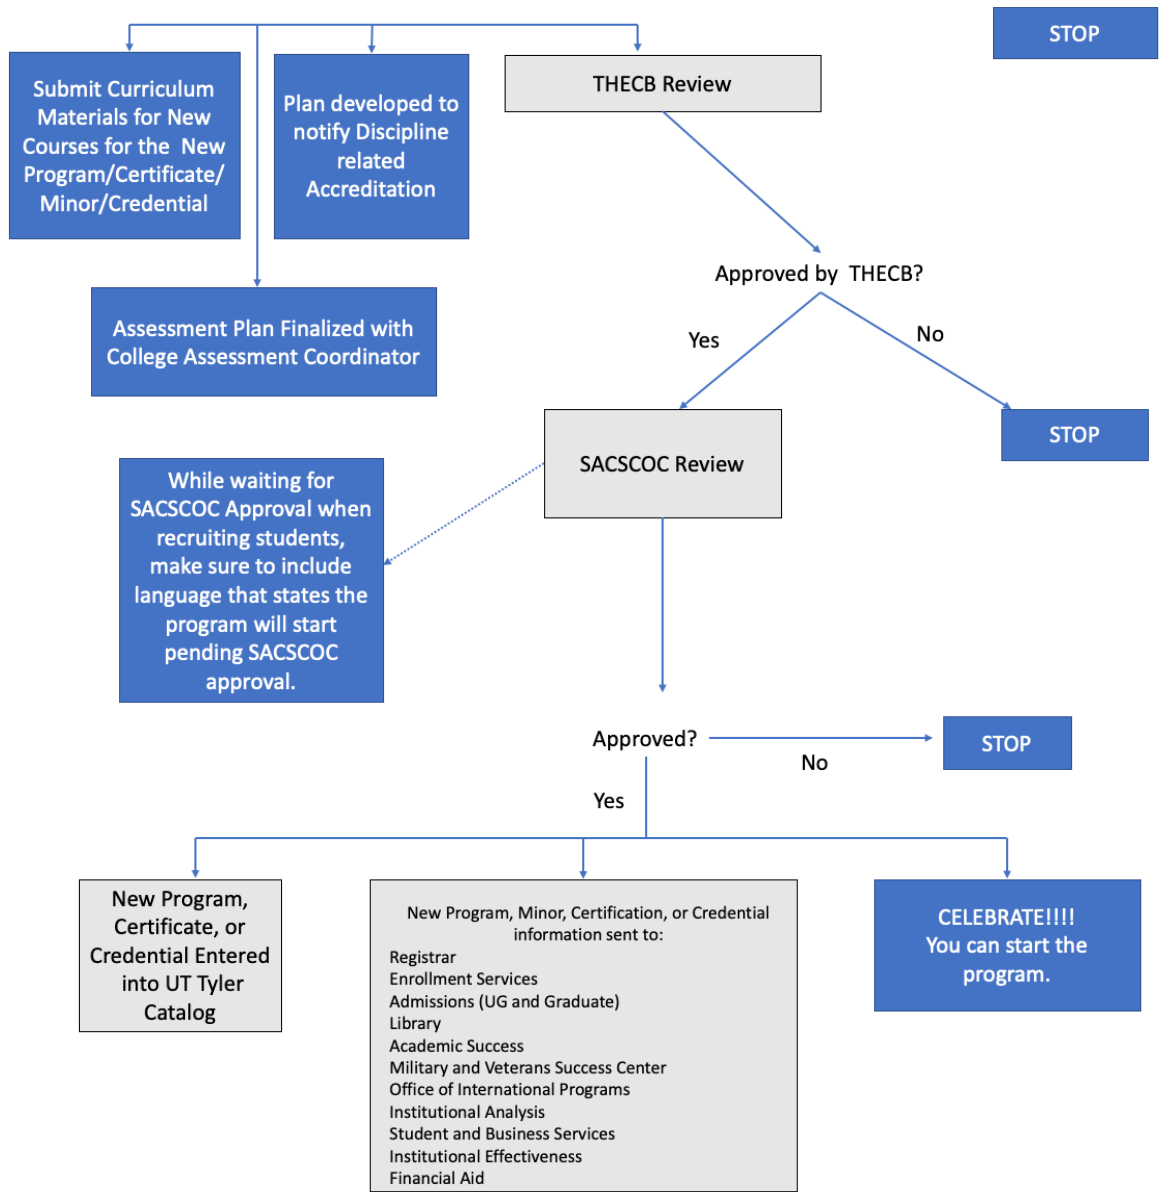 STOP
Submit Curriculum
Materials for New
Courses for the New
Program/Certificate/
Minor/Credential
Plan developed to
notify Discipline
related
Accreditation
THECB Review
Approved by THECB?
Assessment Plan Finalized with
College Assessment Coordinator
Yes
No
STOP
SACSCOC Review
While waiting for
SACSCOC Approval when
recruiting students,
make sure to include
language that states the
program will start
pending SACSCOC
approval.
Approved?
No
STOP
Yes
New Program,
Certificate, or
Credential Entered
into UT Tyler
Catalog
New Program, Minor, Certification, or Credential
information sent to:
Registrar
Enrollment Services
Admissions (UG and Graduate)
Library
Academic Success
Military and Veterans Success Center
Office of International Programs
Institutional Analysis
Student and Business Services
Institutional Effectiveness
Financial Aid
CELEBRATE!!!!
You can start the
program.